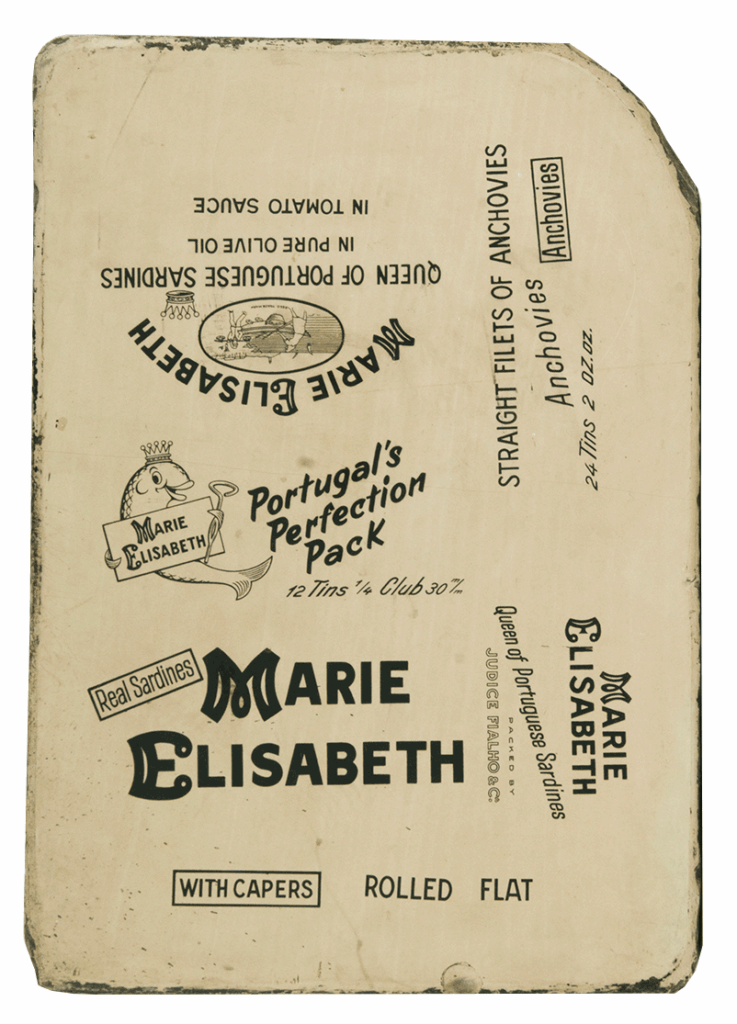 IN TOMATO SAUCE
IN PURE OLIVE OIL
QUEEN OF PORTUGUESE SARDINES
MARIE ELISABETH
STRAIGHT FILETS OF ANCHOVIES
Anchovies
Anchovies
24 Tins 2 OZ.OZ.
MARIE
ELISABETH
Portugal's
Perfection
Pack
12 Tins 1/4 Club 30 m/m
Real Sardines
MARIE
ELISABETH
MARIE
ELISABETH
Queen of Portuguese Sardines
PACKED BY
JUDICE FIALHO & Cº.
WITH CAPERS
ROLLED FLAT